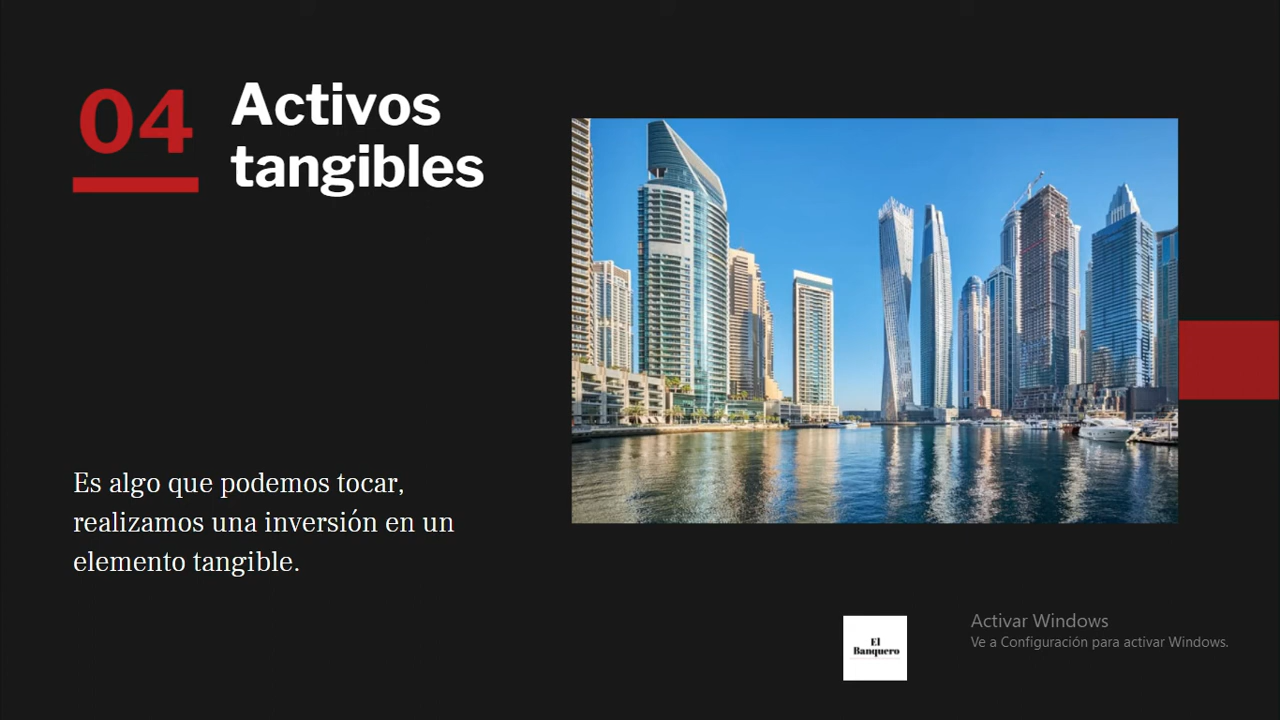 04
Activos
tangibles
Es algo que podemos tocar,
realizamos una inversión en un
elemento tangible.
El
Banquero
Activar Windows
Ve a Configuración para activar Windows.